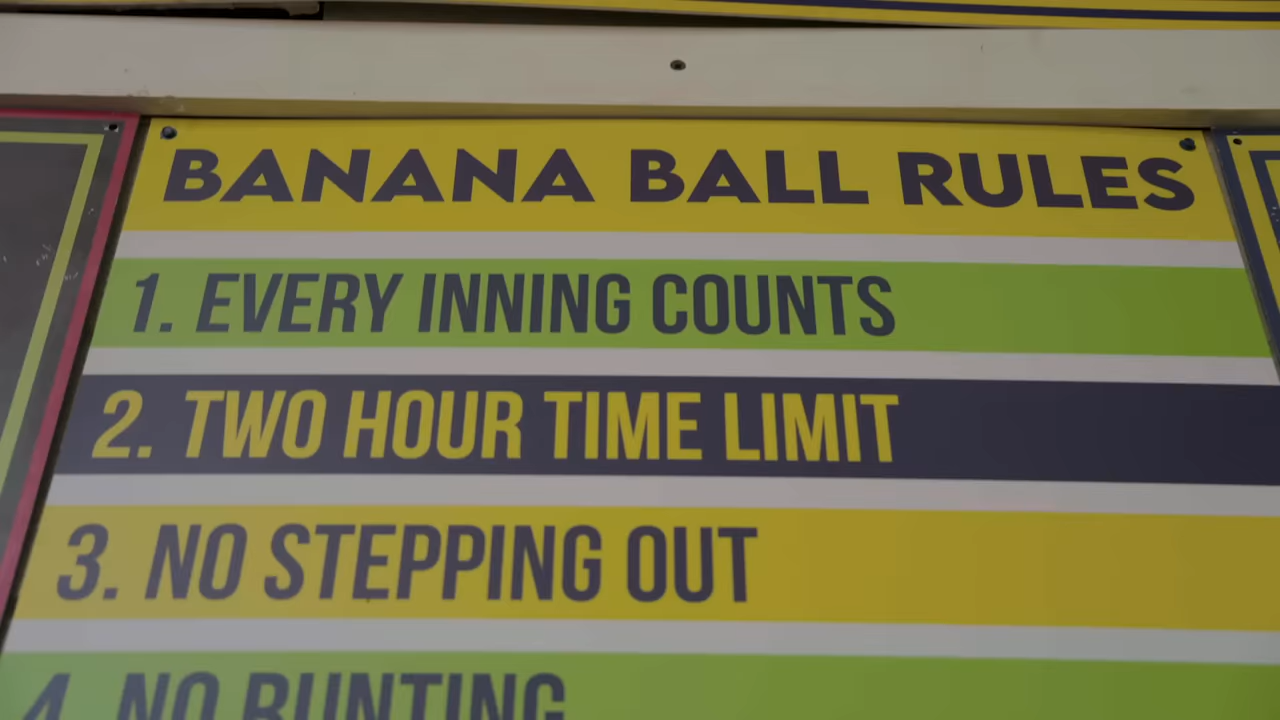 BANANA BALL RULES
1. EVERY INNING COUNTS
2. TWO HOUR TIME LIMIT
3. NO STEPPING OUT
4. NO BUNTING